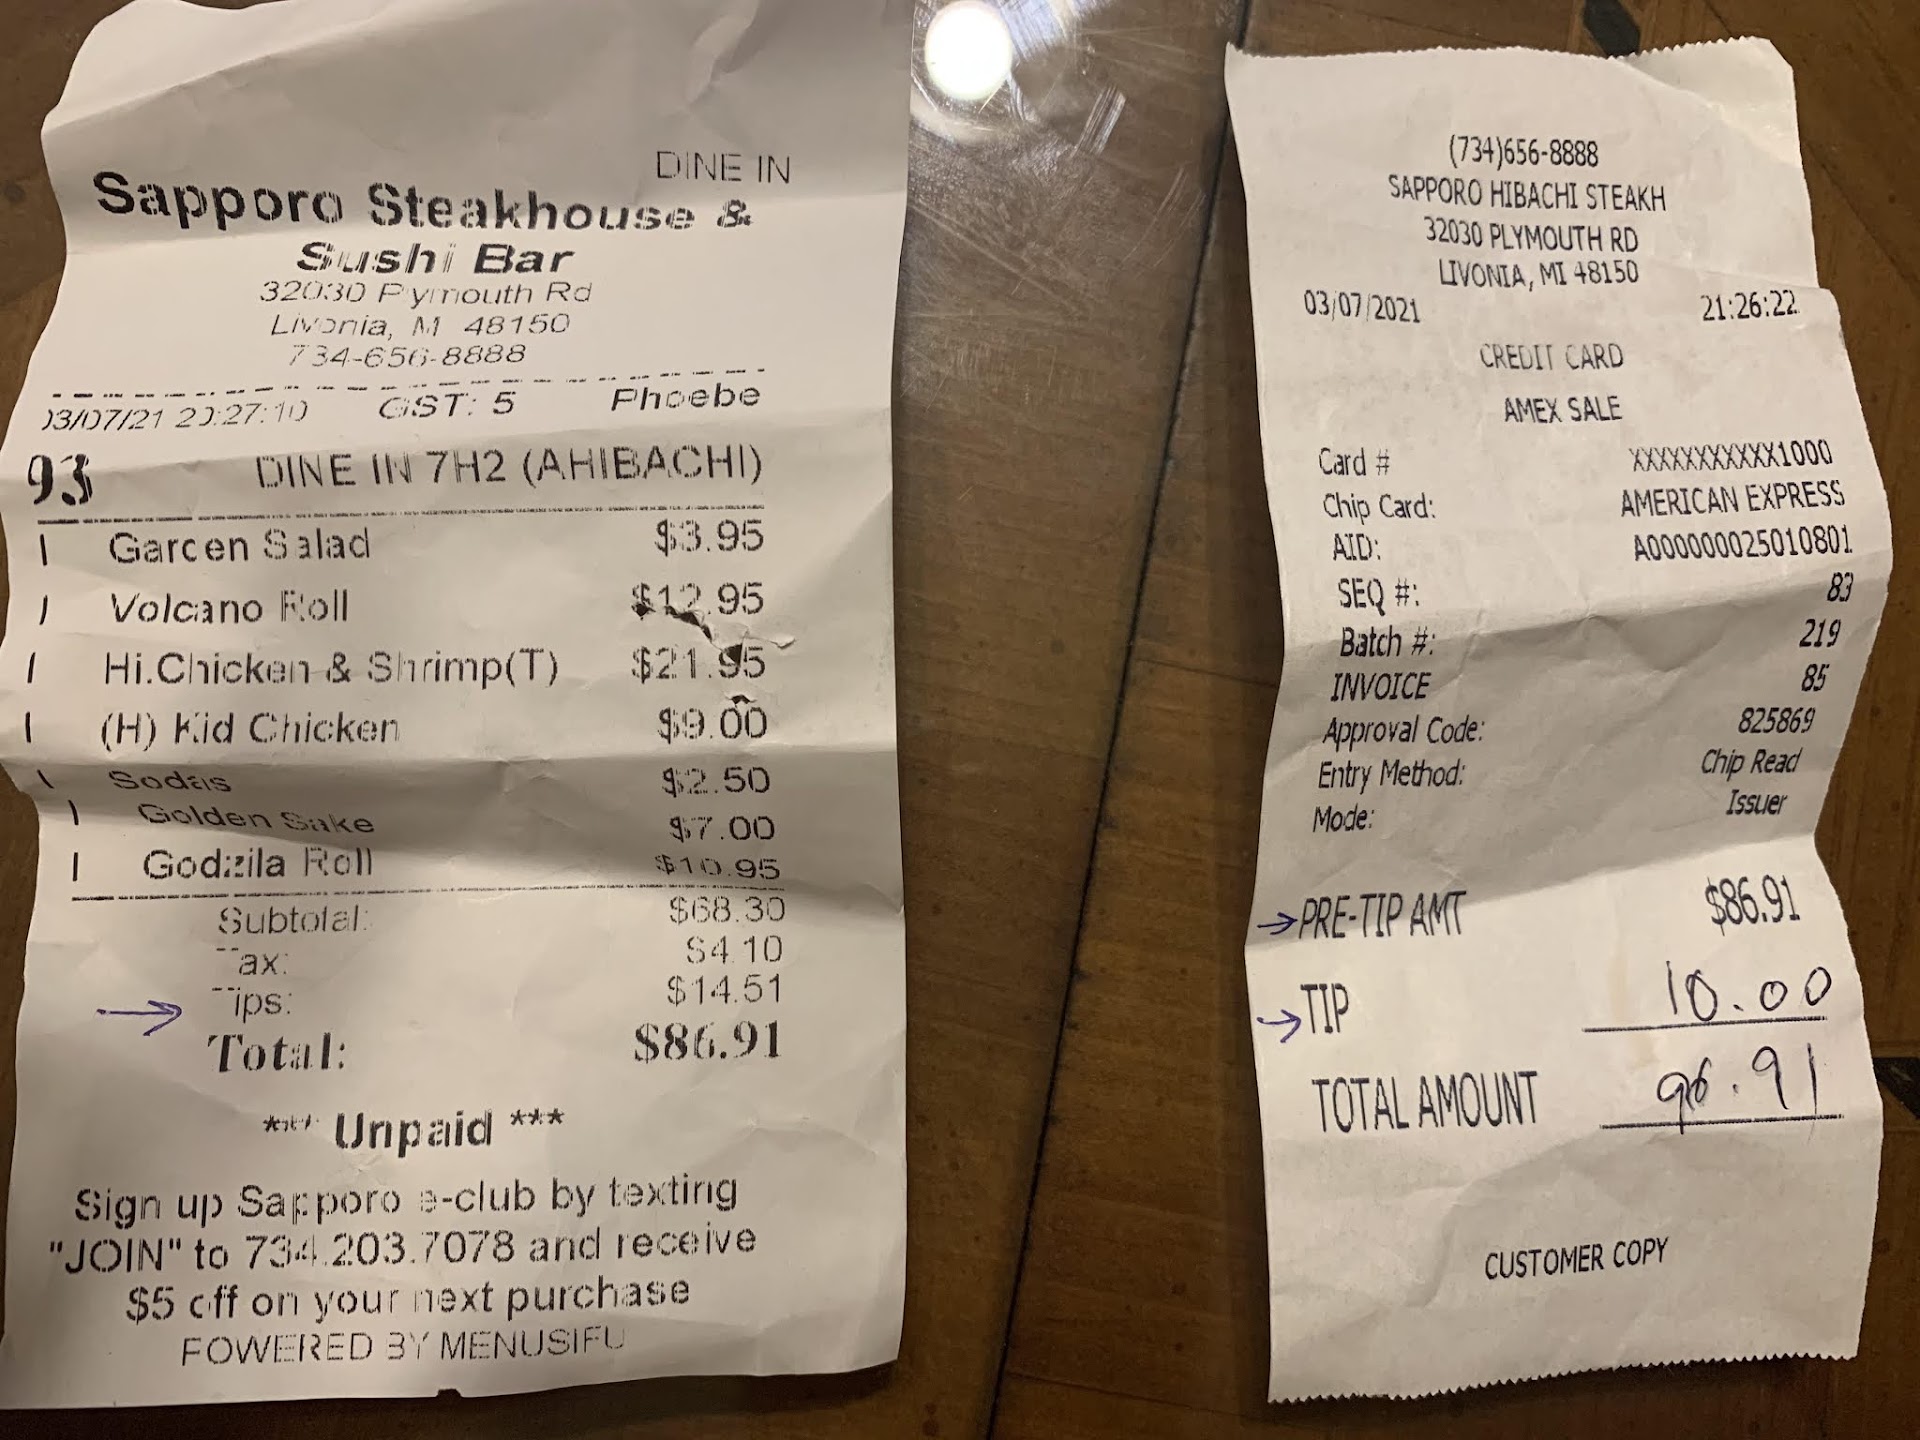 DINE IN
Sapporo Steakhouse &
Sushi Bar
32030 Plymouth Rd
Livonia, MI 48150
734-656-8888
03/07/21 20:27:10 GST: 5 Phoebe
93 DINE IN 7H2 (AHIBACHI)
1 Garden Salad $3.95
1 Volcano Roll $12.95
1 Hi.Chicken & Shrimp(T) $21.95
1 (H) Kid Chicken $9.00
1 Sodas $2.50
1 Golden Sake $7.00
1 Godzila Roll $10.95
Subtotal: $68.30
Tax: $4.10
→ Tips: $14.51
Total: $86.91
*** Unpaid ***
Sign up Sapporo e-club by texting
"JOIN" to 734.203.7078 and receive
$5 off on your next purchase
POWERED BY MENUSIFU
(734)656-8888
SAPPORO HIBACHI STEAKH
32030 PLYMOUTH RD
LIVONIA, MI 48150
03/07/2021 21:26:22
CREDIT CARD
AMEX SALE
Card # XXXXXXXXXXX1000
Chip Card: AMERICAN EXPRESS
AID: A000000025010801
SEQ #: 83
Batch #: 219
INVOICE 85
Approval Code: 825869
Entry Method: Chip Read
Mode: Issuer
→ PRE-TIP AMT $86.91
→ TIP 10.00
TOTAL AMOUNT 96.91
CUSTOMER COPY